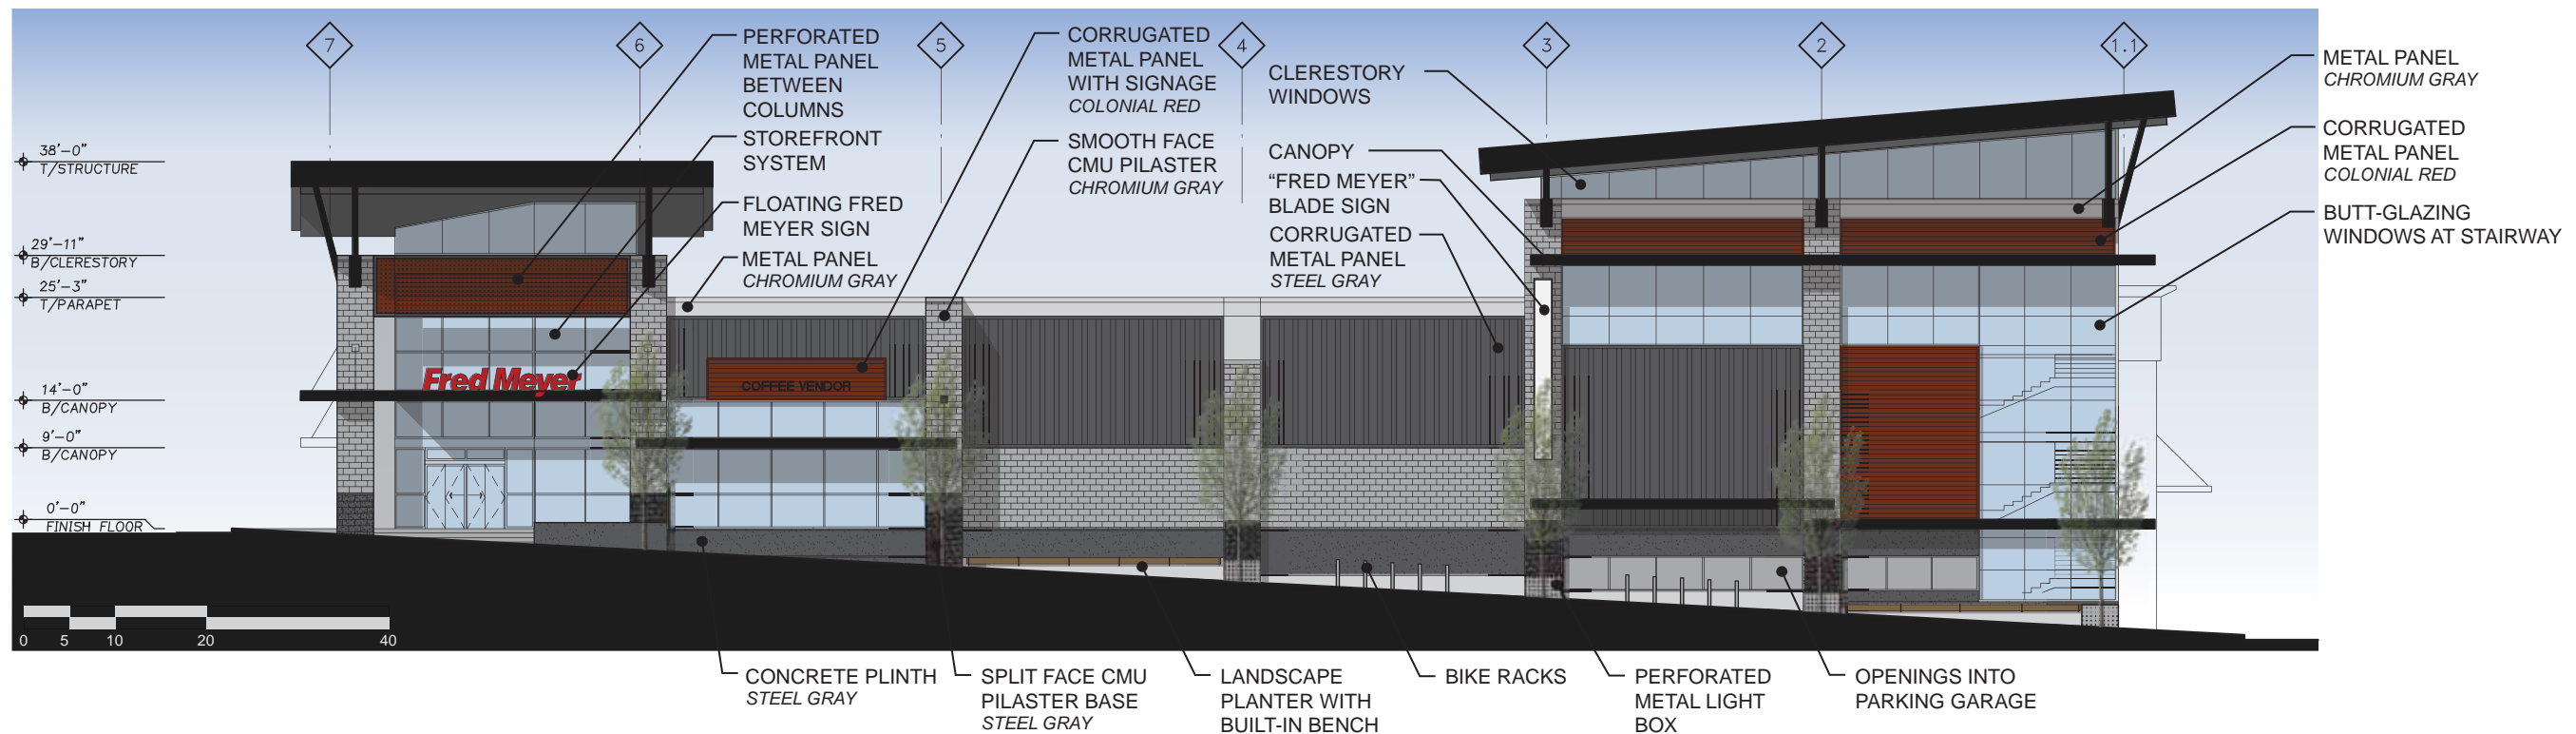 7
6
5
4
3
2
1.1
PERFORATED
METAL PANEL
BETWEEN
COLUMNS
STOREFRONT
SYSTEM
FLOATING FRED
MEYER SIGN
METAL PANEL
CHROMIUM GRAY
CORRUGATED
METAL PANEL
WITH SIGNAGE
COLONIAL RED
SMOOTH FACE
CMU PILASTER
CHROMIUM GRAY
CLERESTORY
WINDOWS
CANOPY
“FRED MEYER”
BLADE SIGN
CORRUGATED
METAL PANEL
STEEL GRAY
METAL PANEL
CHROMIUM GRAY
CORRUGATED
METAL PANEL
COLONIAL RED
BUTT-GLAZING
WINDOWS AT STAIRWAY
38'-0"
T/STRUCTURE
29'-11"
B/CLERESTORY
25'-3"
T/PARAPET
14'-0"
B/CANOPY
9'-0"
B/CANOPY
0'-0"
FINISH FLOOR
Fred Meyer
COFFEE VENDOR
0 5 10 20 40
CONCRETE PLINTH
STEEL GRAY
SPLIT FACE CMU
PILASTER BASE
STEEL GRAY
LANDSCAPE
PLANTER WITH
BUILT-IN BENCH
BIKE RACKS
PERFORATED
METAL LIGHT
BOX
OPENINGS INTO
PARKING GARAGE